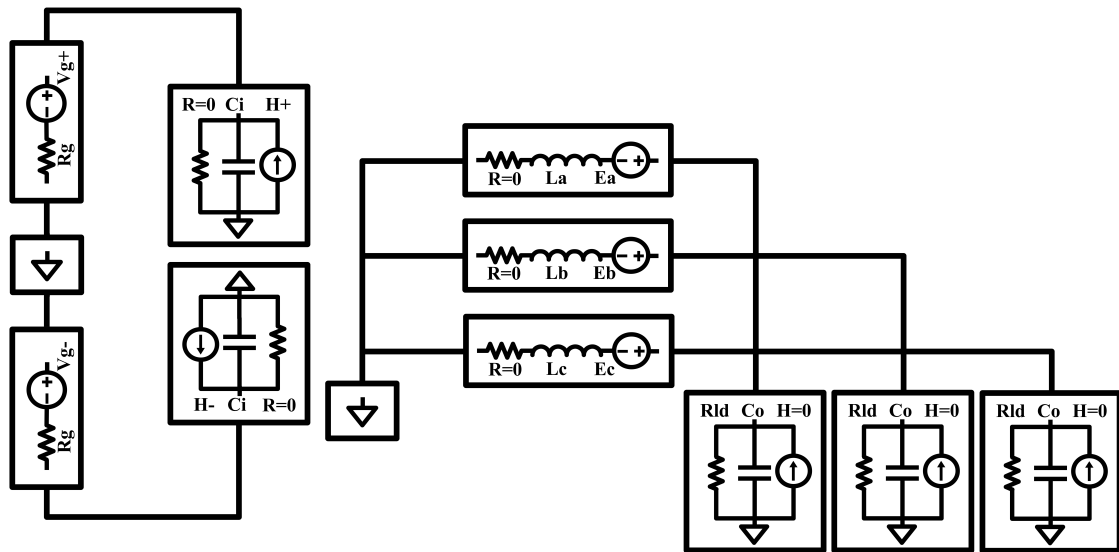 Vg+
Rg
R=0 Ci H+
Vg-
Rg
H- Ci R=0
R=0 La Ea
R=0 Lb Eb
R=0 Lc Ec
Rld Co H=0
Rld Co H=0
Rld Co H=0